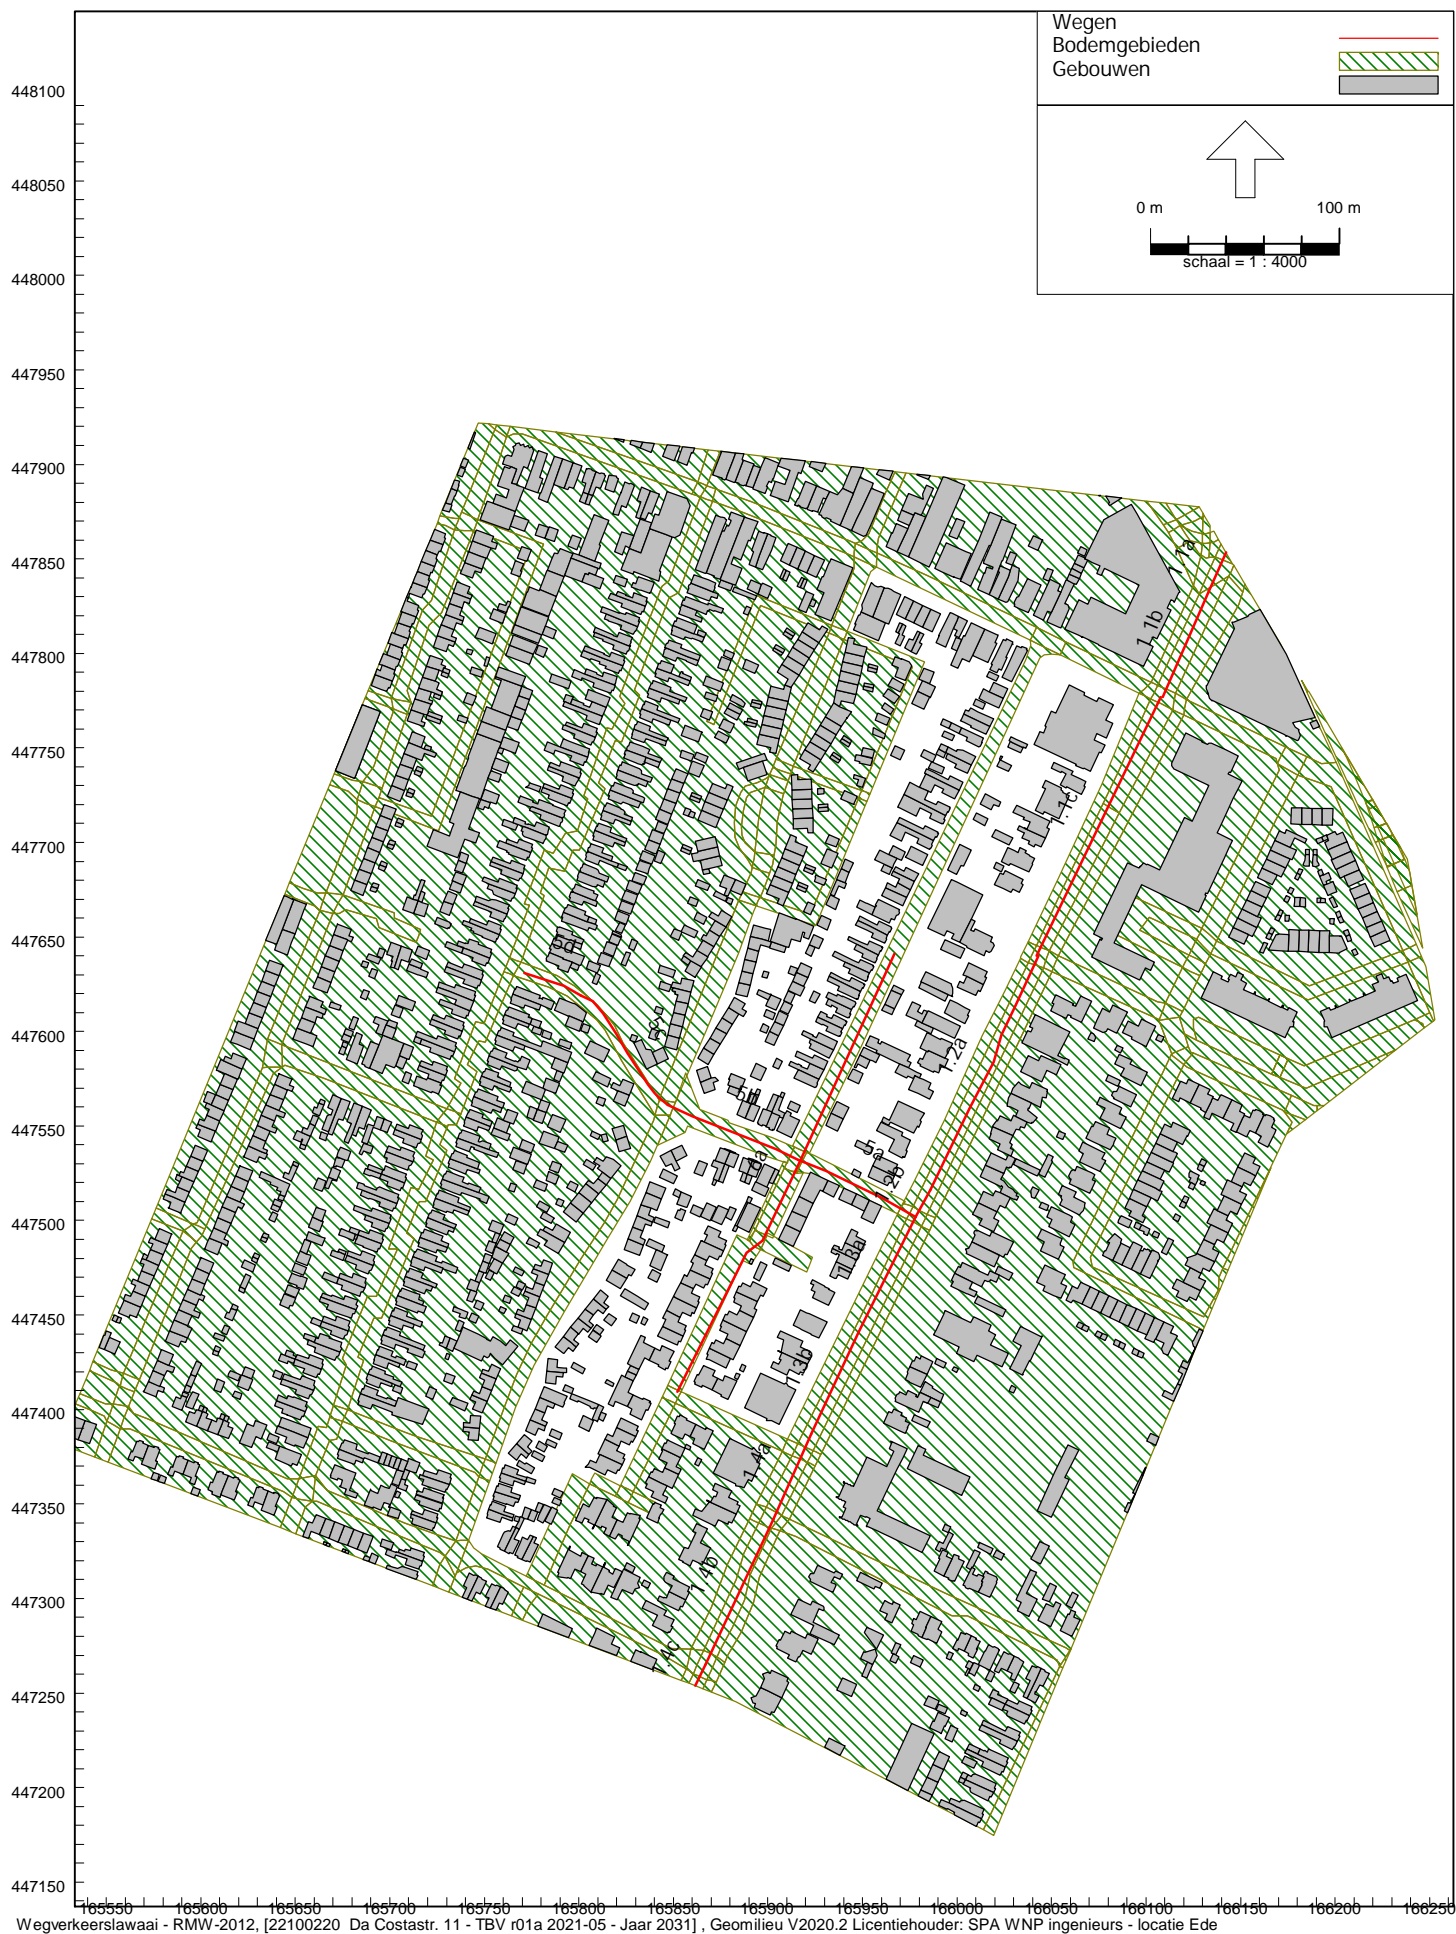 Wegen
Bodemgebieden
Gebouwen
0 m 100 m
schaal = 1 : 4000
448100
448050
448000
447950
447900
447850
447800
447750
447700
447650
447600
447550
447500
447450
447400
447350
447300
447250
447200
447150
1.1b
1.1c
5d
1.2a
5a
1.2b
1.3a
1.3b
1.4a
1.4b
165550 165600 165650 165700 165750 165800 165850 165900 165950 166000 166050 166100 166150 166200 166250
Wegverkeerslawaai - RMW-2012, [22100220 Da Costastr. 11 - TBV r01a 2021-05 - Jaar 2031] , Geomilieu V2020.2 Licentiehouder: SPA WNP ingenieurs - locatie Ede